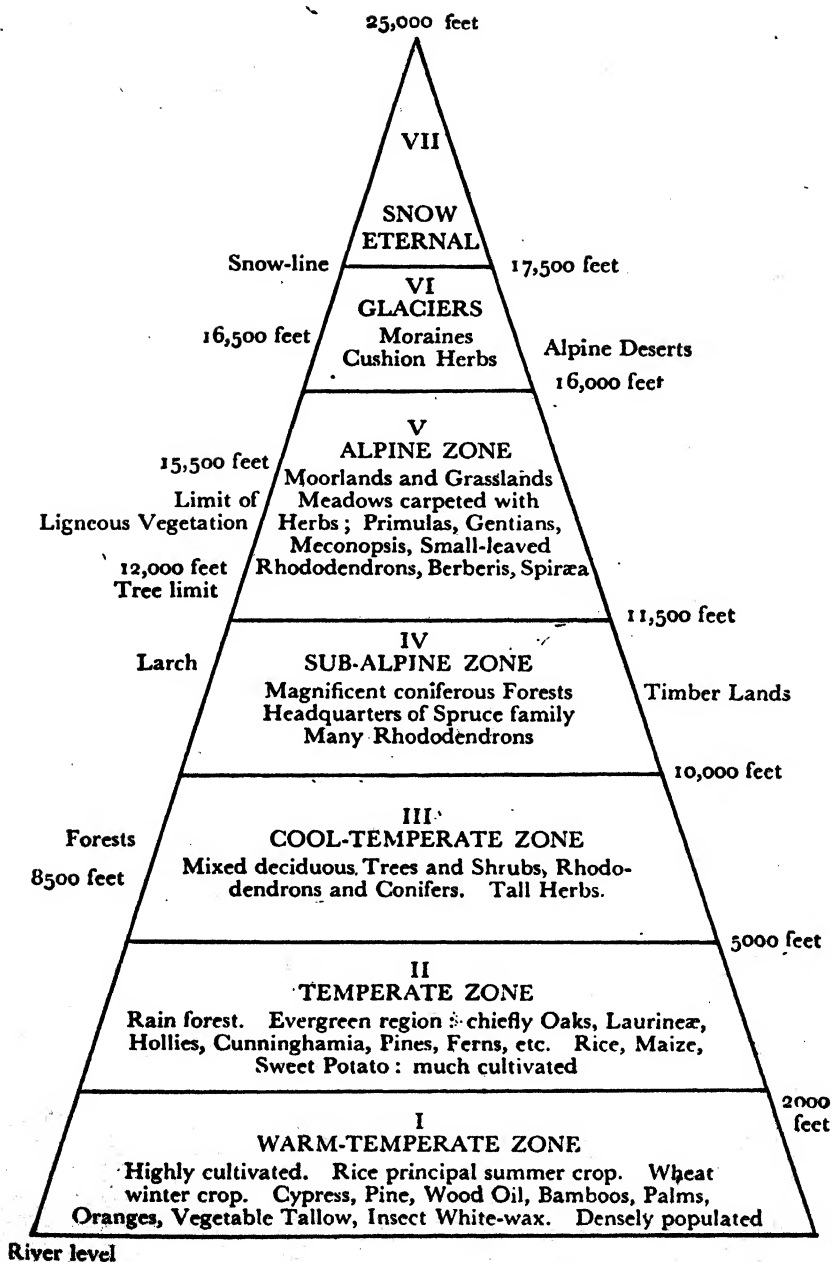 25,000 feet
VII
SNOW
ETERNAL
Snow-line
17,500 feet
VI
GLACIERS
Moraines
Cushion Herbs
16,500 feet
Alpine Deserts
16,000 feet
V
ALPINE ZONE
Moorlands and Grasslands
Meadows carpeted with
Herbs ; Primulas, Gentians,
Meconopsis, Small-leaved
Rhododendrons, Berberis, Spiræa
15,500 feet
Limit of
Ligneous Vegetation
12,000 feet
Tree limit
11,500 feet
IV
SUB-ALPINE ZONE
Magnificent coniferous Forests
Headquarters of Spruce family
Many Rhododendrons
Larch
Timber Lands
10,000 feet
III
COOL-TEMPERATE ZONE
Mixed deciduous Trees and Shrubs, Rhodo-
dendrons and Conifers. Tall Herbs.
Forests
8500 feet
5000 feet
II
TEMPERATE ZONE
Rain forest. Evergreen region : chiefly Oaks, Laurineæ,
Hollies, Cunninghamia, Pines, Ferns, etc. Rice, Maize,
Sweet Potato : much cultivated
2000
feet
I
WARM-TEMPERATE ZONE
Highly cultivated. Rice principal summer crop. Wheat
winter crop. Cypress, Pine, Wood Oil, Bamboos, Palms,
Oranges, Vegetable Tallow, Insect White-wax. Densely populated
River level